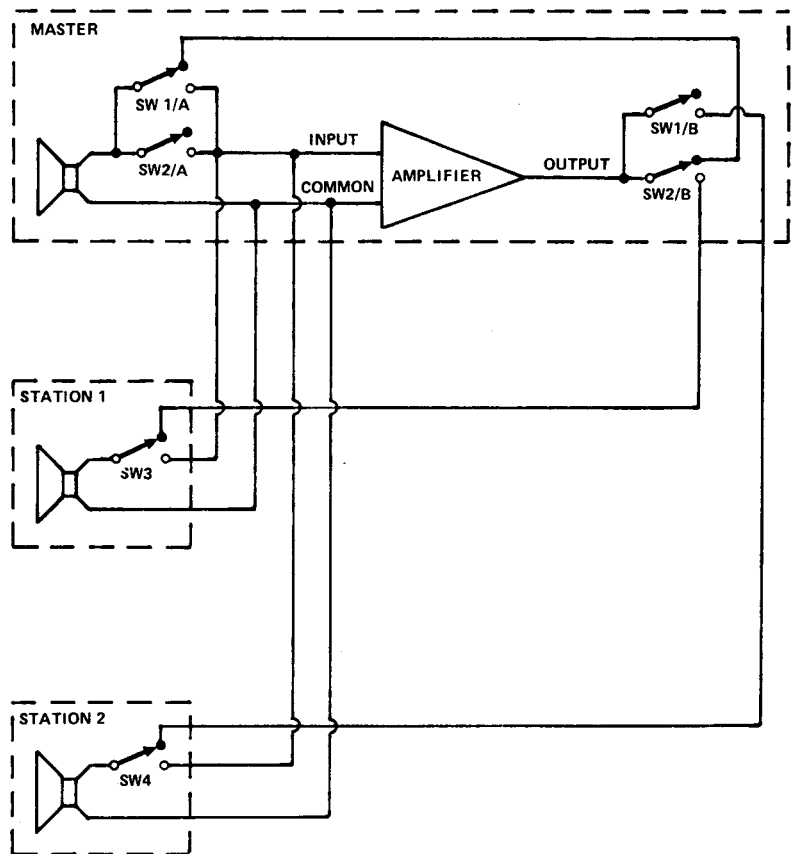 MASTER
SW 1/A
SW2/A
INPUT
COMMON
AMPLIFIER
OUTPUT
SW1/B
SW2/B
STATION 1
SW3
STATION 2
SW4